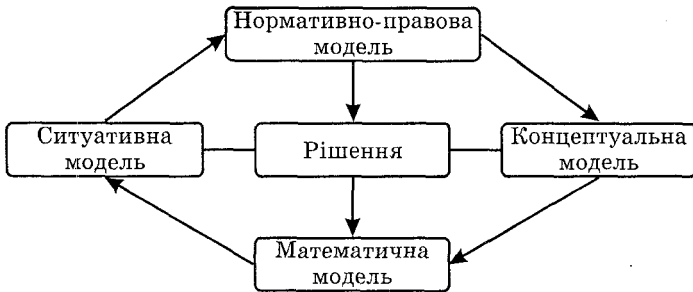 Нормативно-правова
модель
Ситуативна
модель
Рішення
Концептуальна
модель
Математична
модель